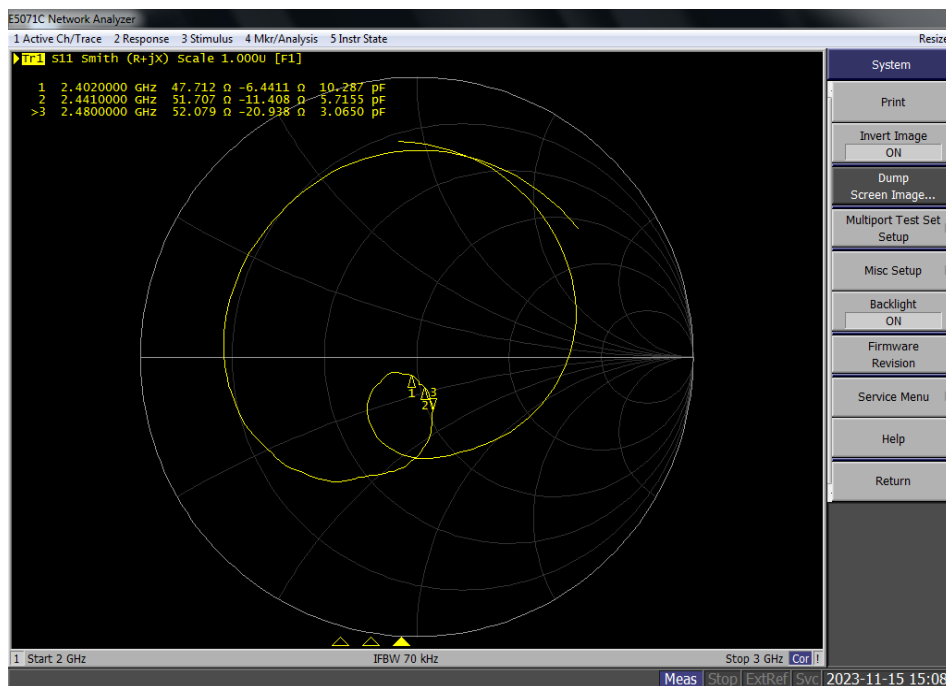 E5071C Network Analyzer
1 Active Ch/Trace 2 Response 3 Stimulus 4 Mkr/Analysis 5 Instr State
Resize
Tr1 S11 Smith (R+jX) Scale 1.000U [F1]
1 2.4020000 GHz 47.712 Ω -6.4411 Ω 10.287 pF
2 2.4410000 GHz 51.707 Ω -11.408 Ω 5.7155 pF
>3 2.4800000 GHz 52.079 Ω -20.938 Ω 3.0650 pF
1
2
3
System
Print
Invert Image
ON
Dump
Screen Image...
Multiport Test Set
Setup
Misc Setup
Backlight
ON
Firmware
Revision
Service Menu
Help
Return
1 Start 2 GHz
IFBW 70 kHz
Stop 3 GHz Cor !
Meas Stop ExtRef Svc 2023-11-15 15:08